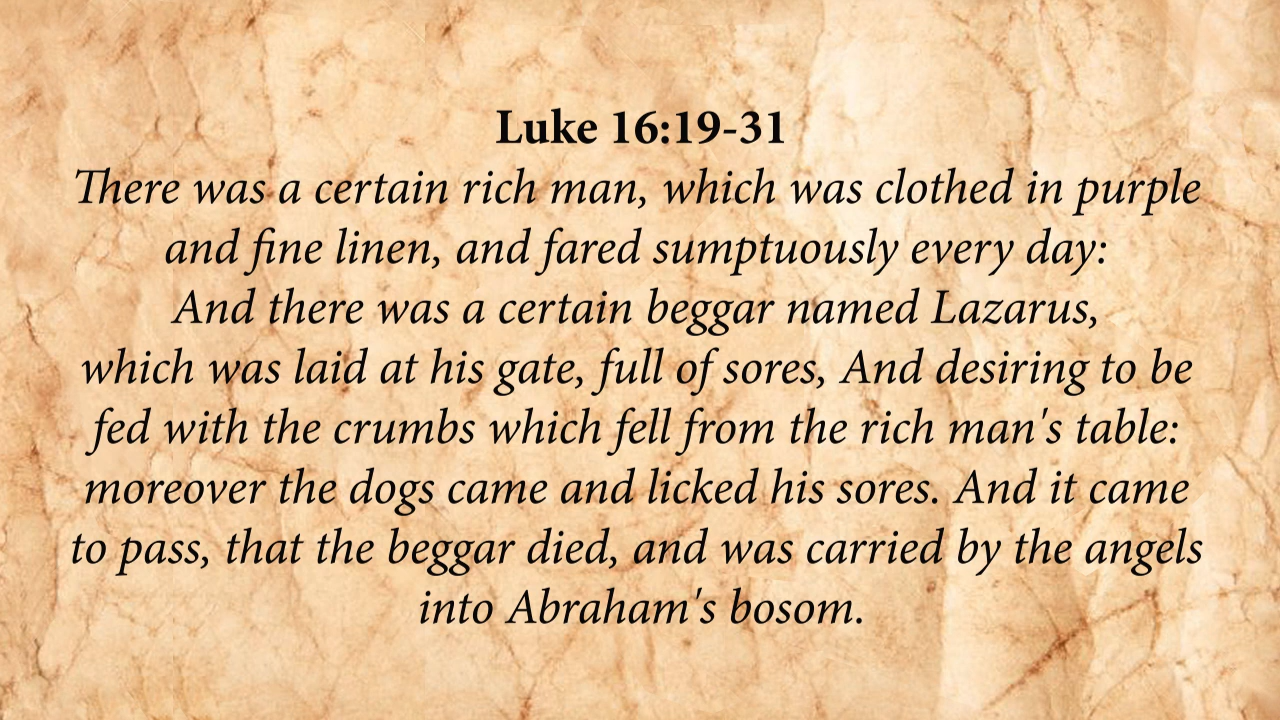 Luke 16:19-31
There was a certain rich man, which was clothed in purple
and fine linen, and fared sumptuously every day:
And there was a certain beggar named Lazarus,
which was laid at his gate, full of sores, And desiring to be
fed with the crumbs which fell from the rich man's table:
moreover the dogs came and licked his sores. And it came
to pass, that the beggar died, and was carried by the angels
into Abraham's bosom.